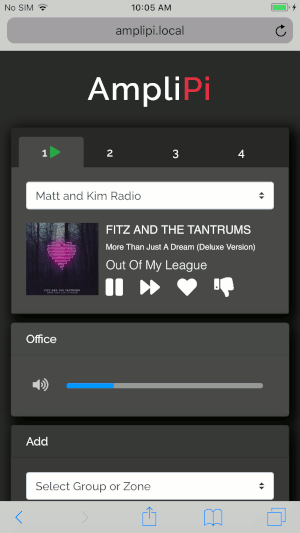 No SIM 10:05 AM
amplipi.local
AmpliPi
1 2 3 4
Matt and Kim Radio
FITZ AND THE TANTRUMS
More Than Just A Dream (Deluxe Version)
Out Of My League
Office
Add
Select Group or Zone